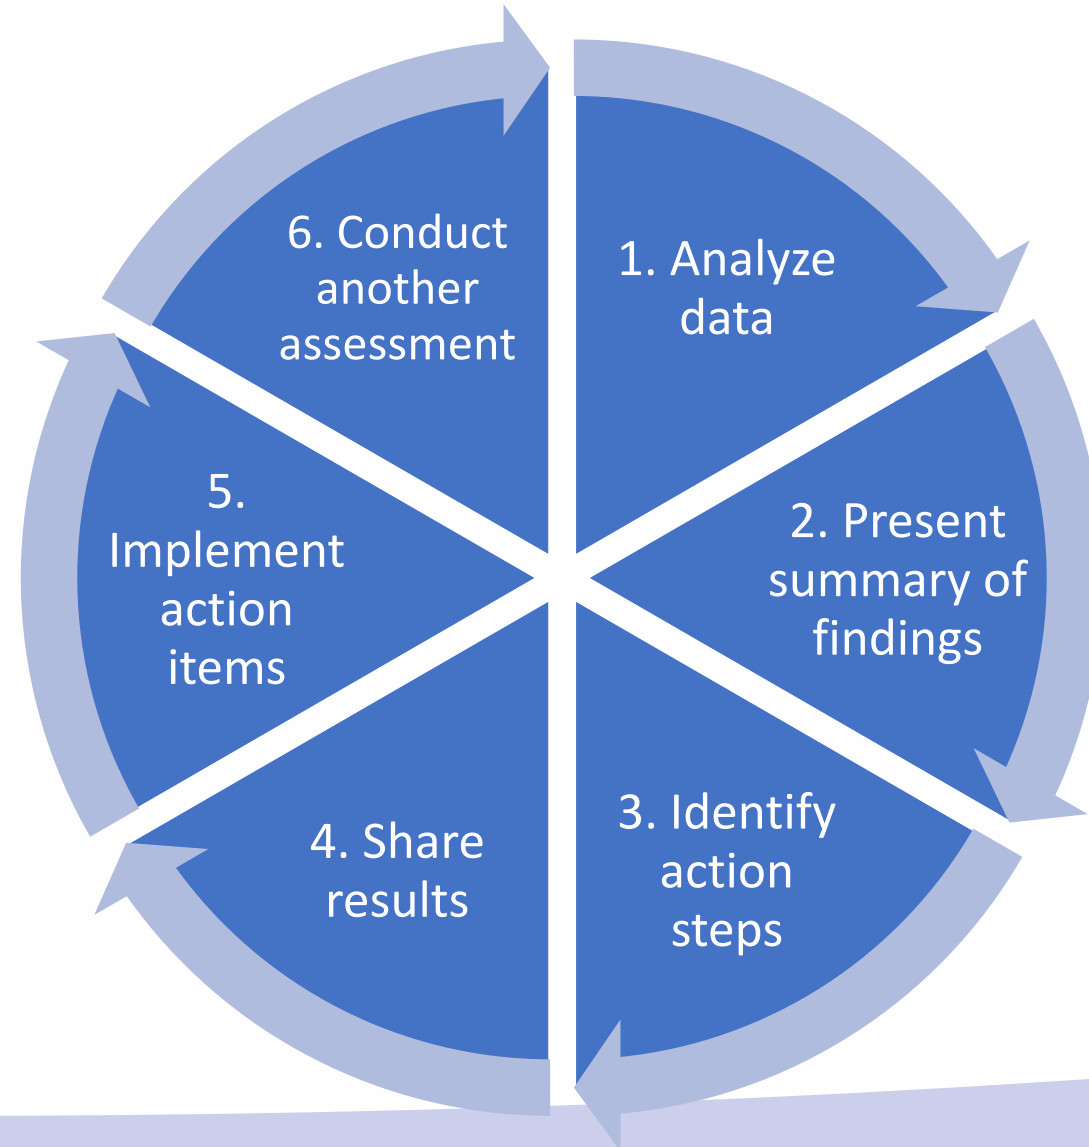 1. Analyze
data
2. Present
summary of
findings
3. Identify
action
steps
4. Share
results
5.
Implement
action
items
6. Conduct
another
assessment